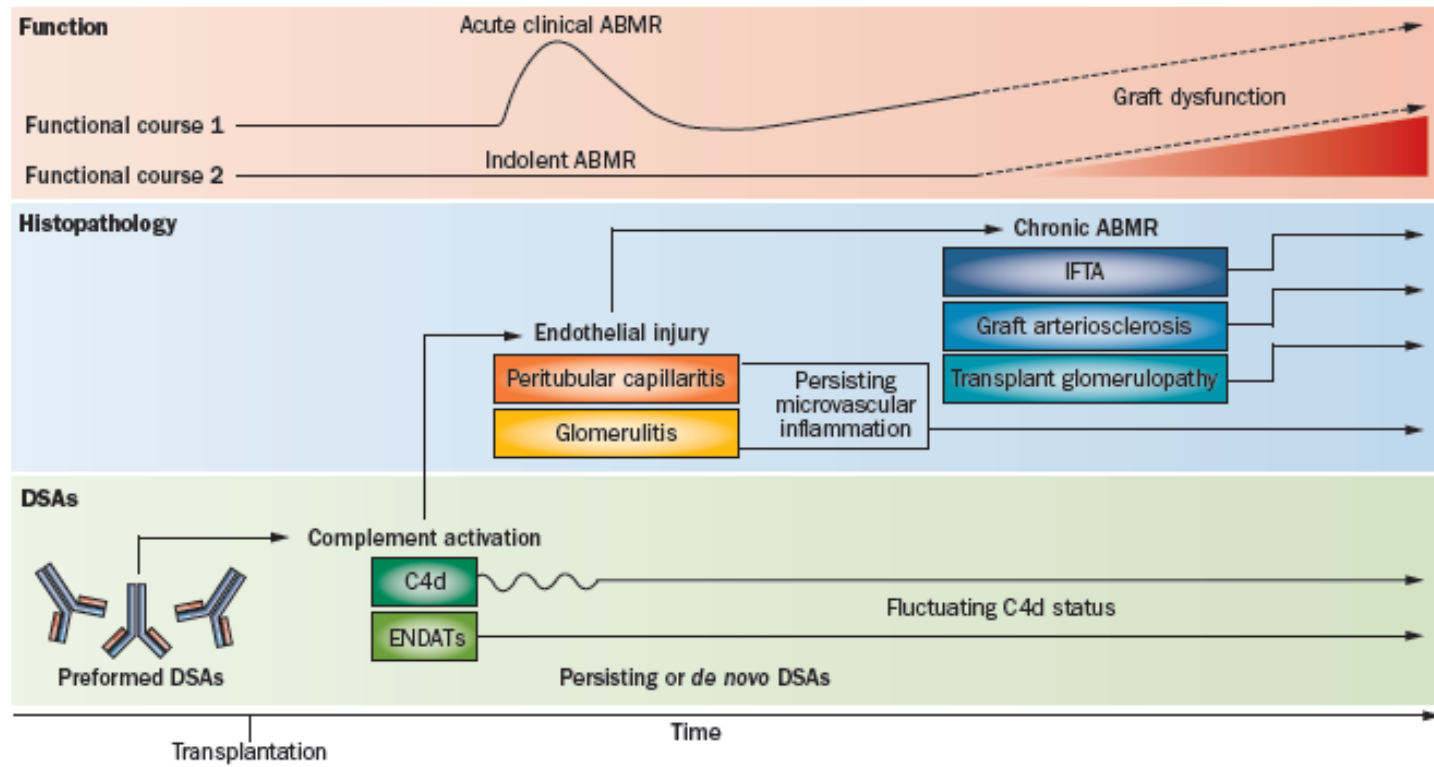 Function
Acute clinical ABMR
Graft dysfunction
Functional course 1
Indolent ABMR
Functional course 2
Histopathology
Chronic ABMR
IFTA
Graft arteriosclerosis
Transplant glomerulopathy
Endothelial injury
Peritubular capillaritis
Glomerulitis
Persisting
microvascular
inflammation
DSAs
Complement activation
C4d
Fluctuating C4d status
ENDATs
Preformed DSAs
Persisting or de novo DSAs
Time
Transplantation